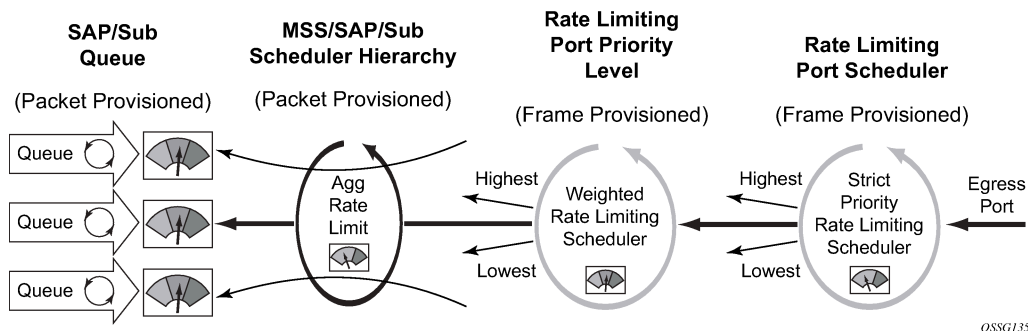 SAP/Sub
Queue
(Packet Provisioned)
MSS/SAP/Sub
Scheduler Hierarchy
(Packet Provisioned)
Rate Limiting
Port Priority
Level
(Frame Provisioned)
Rate Limiting
Port Scheduler
(Frame Provisioned)
Queue
Queue
Queue
Agg
Rate
Limit
Highest
Lowest
Weighted
Rate Limiting
Scheduler
Highest
Lowest
Strict
Priority
Rate Limiting
Scheduler
Egress
Port
OSSG135